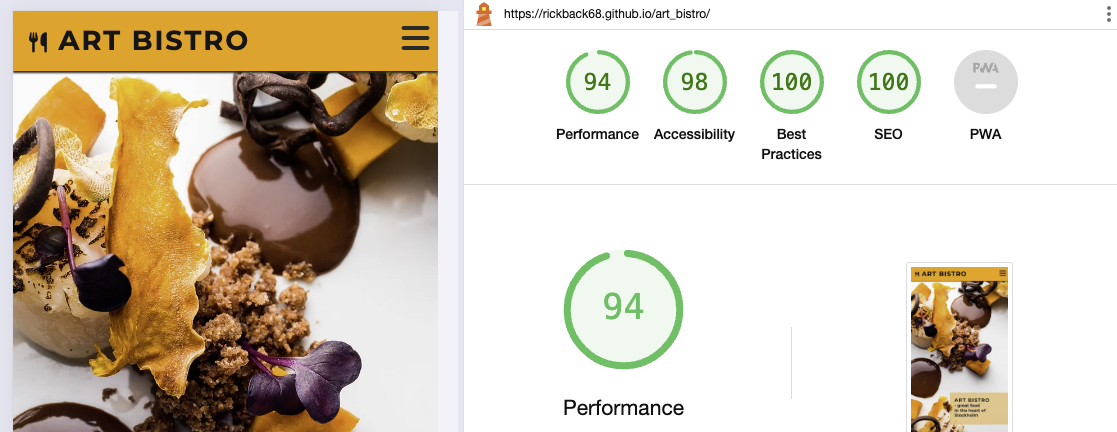 ART BISTRO
https://rickback68.github.io/art_bistro/
94
98
100
100
PWA
Performance
Accessibility
Best
Practices
SEO
PWA
94
Performance
ART BISTRO
ART BISTRO
- great food
in the heart of
Stockholm